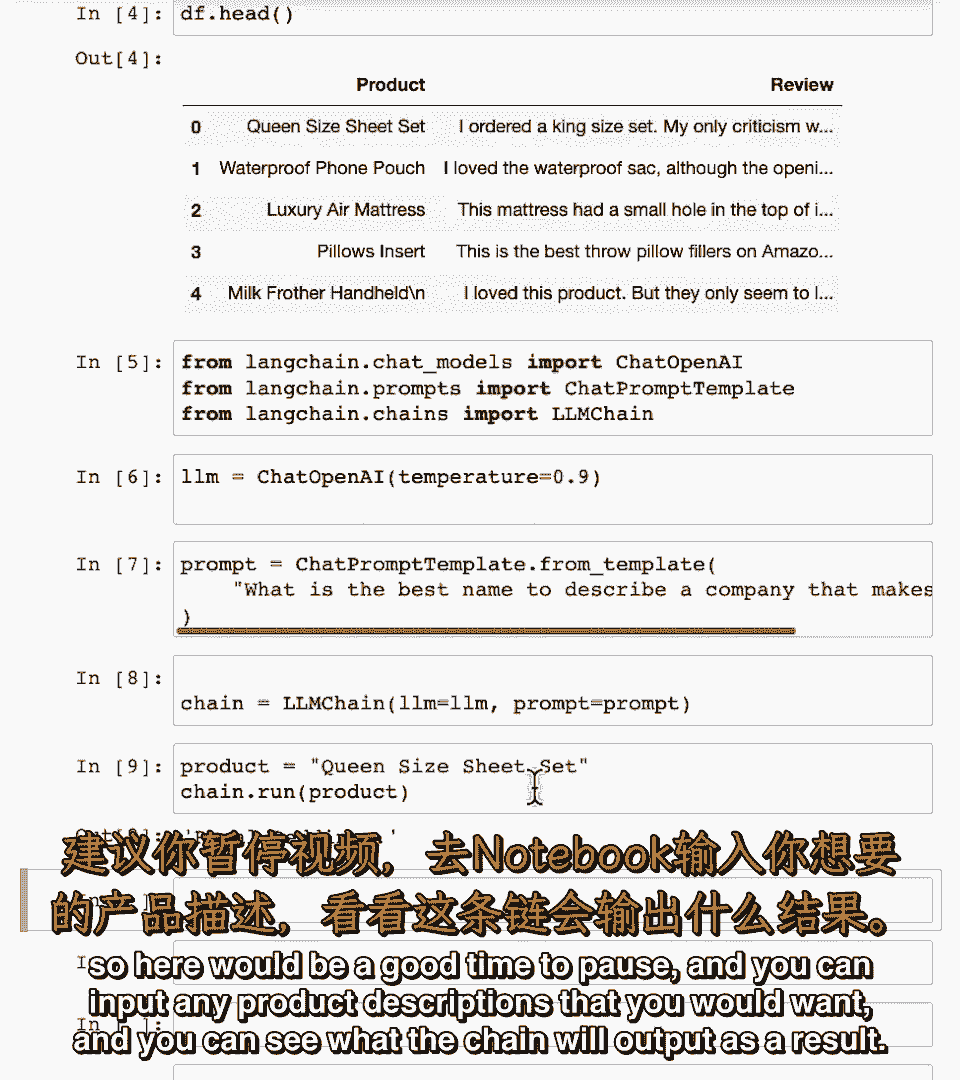 In [4]: df.head()
Out[4]:
Product Review
0 Queen Size Sheet Set I ordered a king size set. My only criticism w...
1 Waterproof Phone Pouch I loved the waterproof sac, although the openi...
2 Luxury Air Mattress This mattress had a small hole in the top of i...
3 Pillows Insert This is the best throw pillow fillers on Amazo...
4 Milk Frother Handheld\n I loved this product. But they only seem to l...
In [5]: from langchain.chat_models import ChatOpenAI
from langchain.prompts import ChatPromptTemplate
from langchain.chains import LLMChain
In [6]: llm = ChatOpenAI(temperature=0.9)
In [7]: prompt = ChatPromptTemplate.from_template(
"What is the best name to describe a company that makes
)
In [8]:
chain = LLMChain(llm=llm, prompt=prompt)
In [9]: product = "Queen Size Sheet Set"
chain.run(product)
建议你暂停视频，去Notebook输入你想要
的产品描述，看看这条链会输出什么结果。
so here would be a good time to pause, and you can
input any product descriptions that you would want,
and you can see what the chain will output as a result.